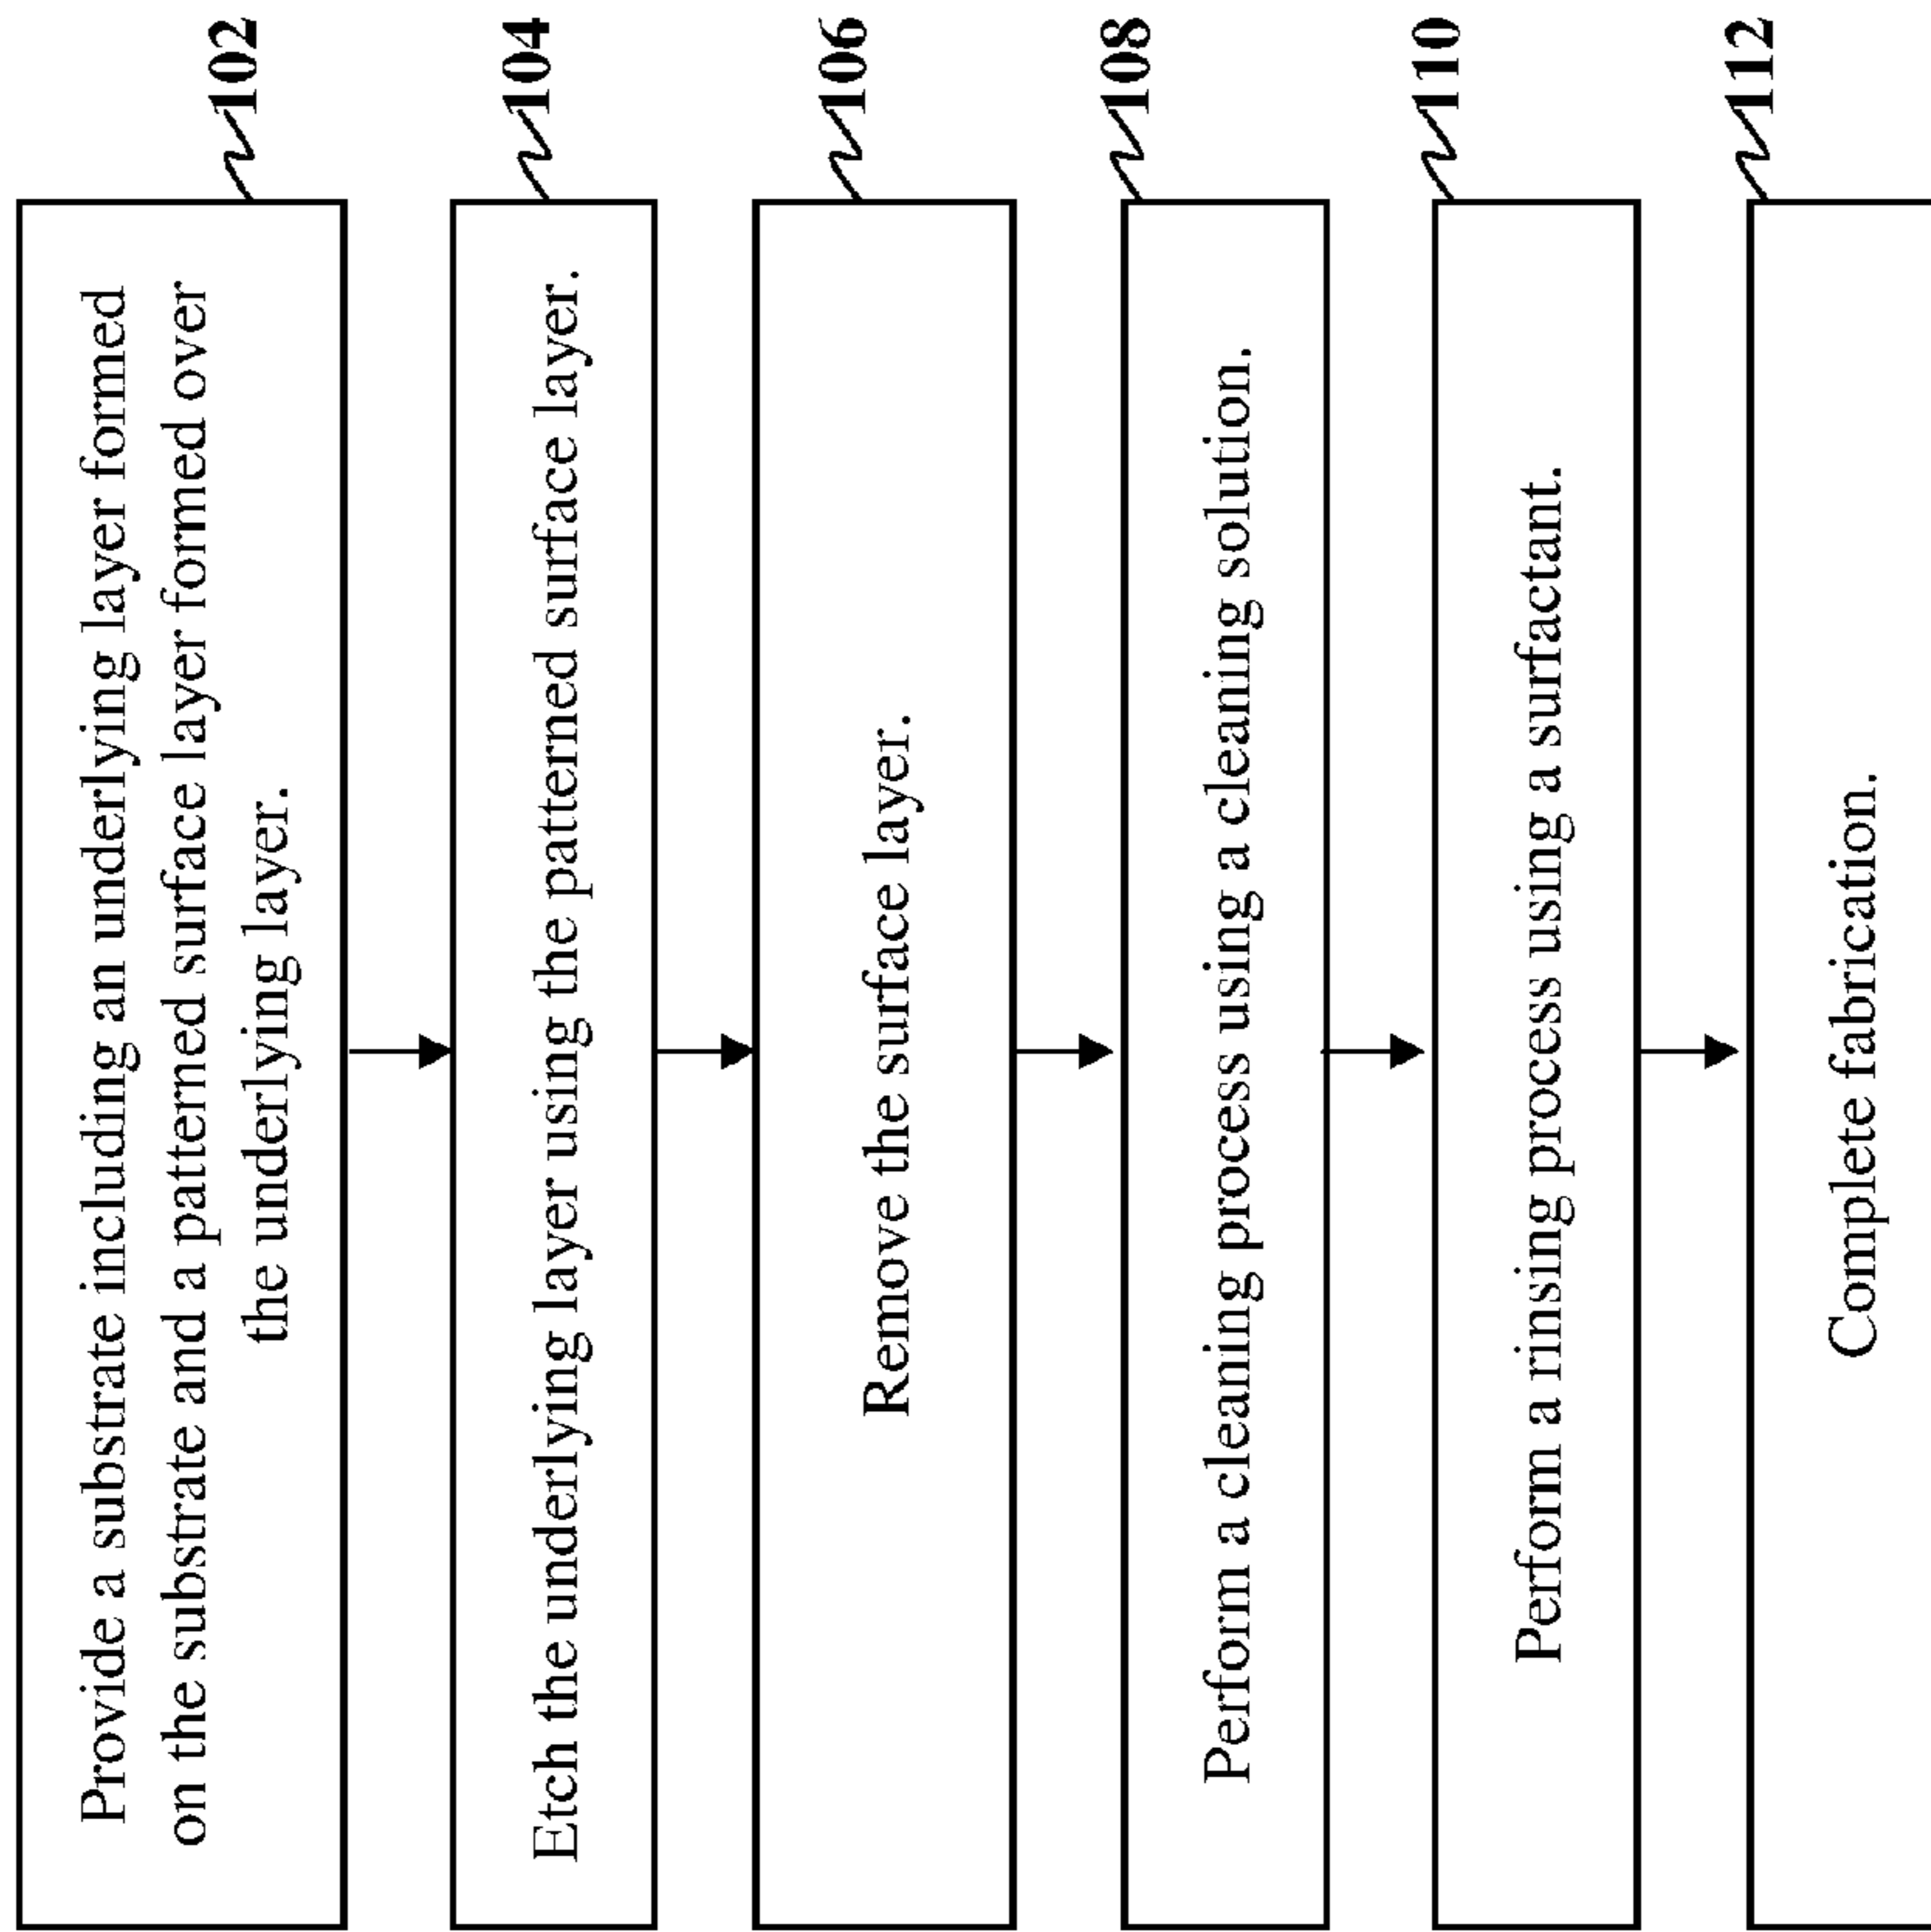 Provide a substrate including an underlying layer formed
on the substrate and a patterned surface layer formed over
the underlying layer.
102
Etch the underlying layer using the patterned surface layer.
104
Remove the surface layer.
106
Perform a cleaning process using a cleaning solution.
108
Perform a rinsing process using a surfactant.
110
Complete fabrication.
112